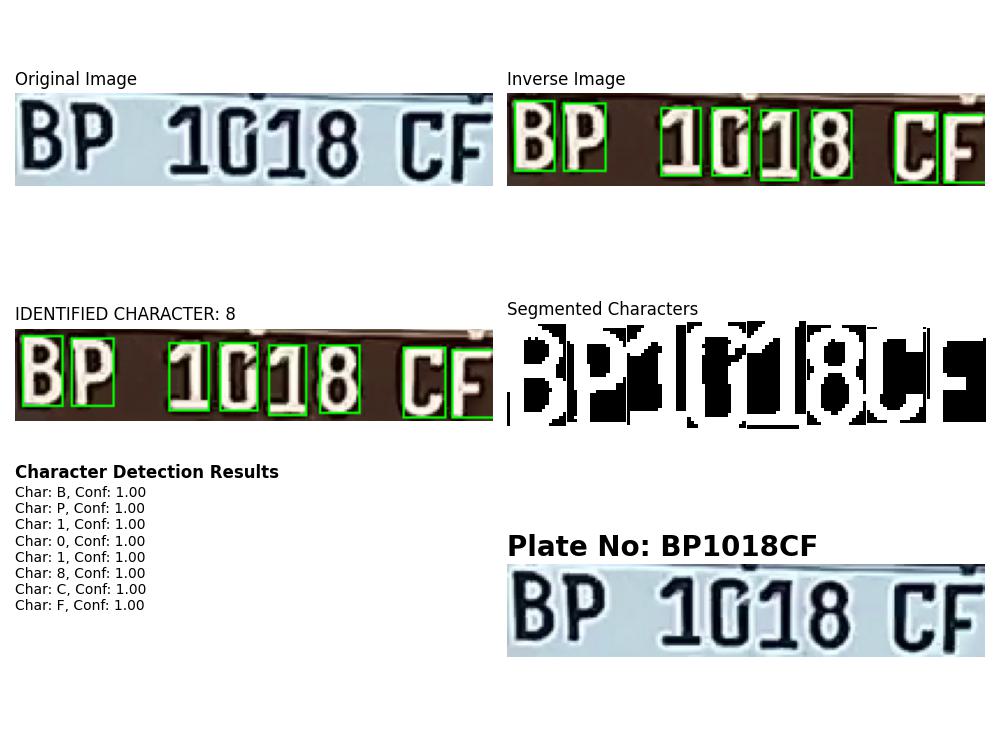 Original Image
BP 1018 CF
Inverse Image
BP 1018 CF
IDENTIFIED CHARACTER: 8
BP 1018 CF
Segmented Characters
BP1018CF
Character Detection Results
Char: B, Conf: 1.00
Char: P, Conf: 1.00
Char: 1, Conf: 1.00
Char: 0, Conf: 1.00
Char: 1, Conf: 1.00
Char: 8, Conf: 1.00
Char: C, Conf: 1.00
Char: F, Conf: 1.00
Plate No: BP1018CF
BP 1018 CF